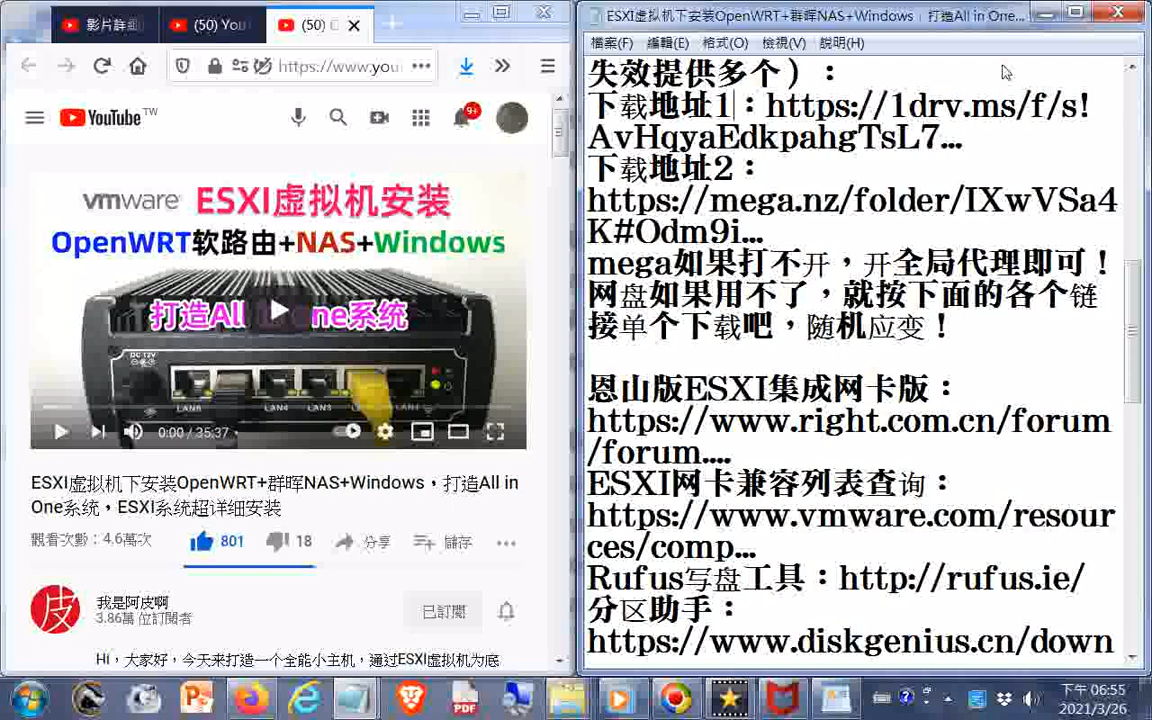 影片詳細
(50) You
(50) E
https://www.you
YouTube TW
9+
vmware ESXI虚拟机安装
OpenWRT软路由+NAS+Windows
打造All in one系统
DC 12V
LAN4
LAN3
0:00 / 35:37
ESXI虚拟机下安装OpenWRT+群晖NAS+Windows，打造All in
One系统，ESXI系统超详细安装
觀看次數：4.6萬次
801
18
分享
儲存
皮
我是阿皮啊
3.86萬 位訂閱者
已訂閱
Hi，大家好，今天来打造一个全能小主机，通过ESXI虚拟机为底
ESXI虚拟机下安装OpenWRT+群晖NAS+Windows，打造All in One...
檔案(F) 編輯(E) 格式(O) 檢視(V) 說明(H)
失效提供多个）：
下载地址1：https://1drv.ms/f/s!
AvHqyaEdkpahgTsL7...
下载地址2：
https://mega.nz/folder/IXwVSa4
K#Odm9i...
mega如果打不开，开全局代理即可！
网盘如果用不了，就按下面的各个链
接单个下载吧，随机应变！
恩山版ESXI集成网卡版：
https://www.right.com.cn/forum
/forum....
ESXI网卡兼容列表查询：
https://www.vmware.com/resour
ces/comp...
Rufus写盘工具：http://rufus.ie/
分区助手：
https://www.diskgenius.cn/down
PDF
下午 06:55
2021/3/26